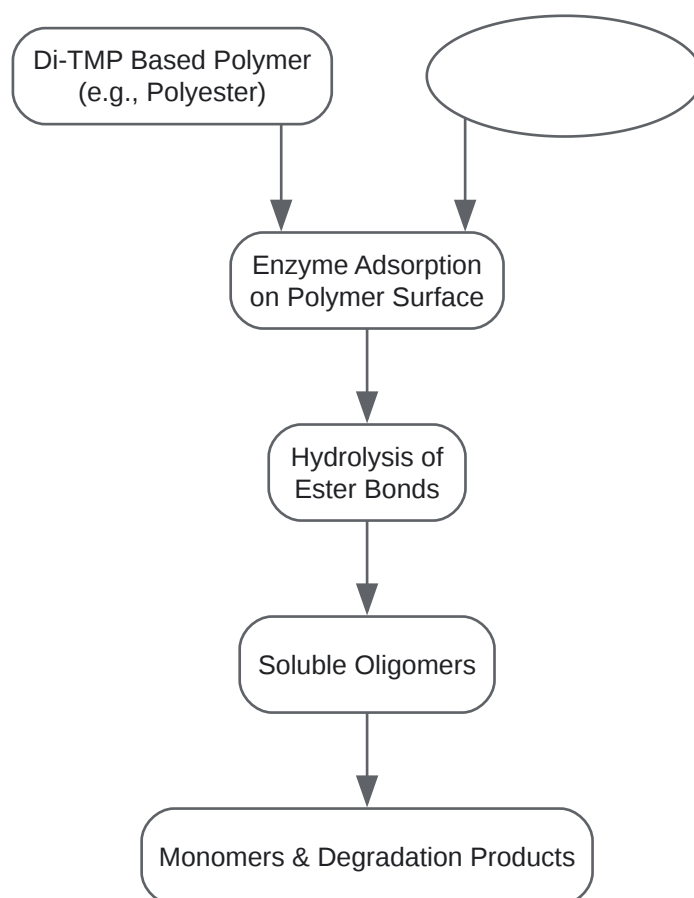 Di-TMP Based Polymer
(e.g., Polyester)
Enzyme Adsorption
on Polymer Surface
Hydrolysis of
Ester Bonds
Soluble Oligomers
Monomers & Degradation Products